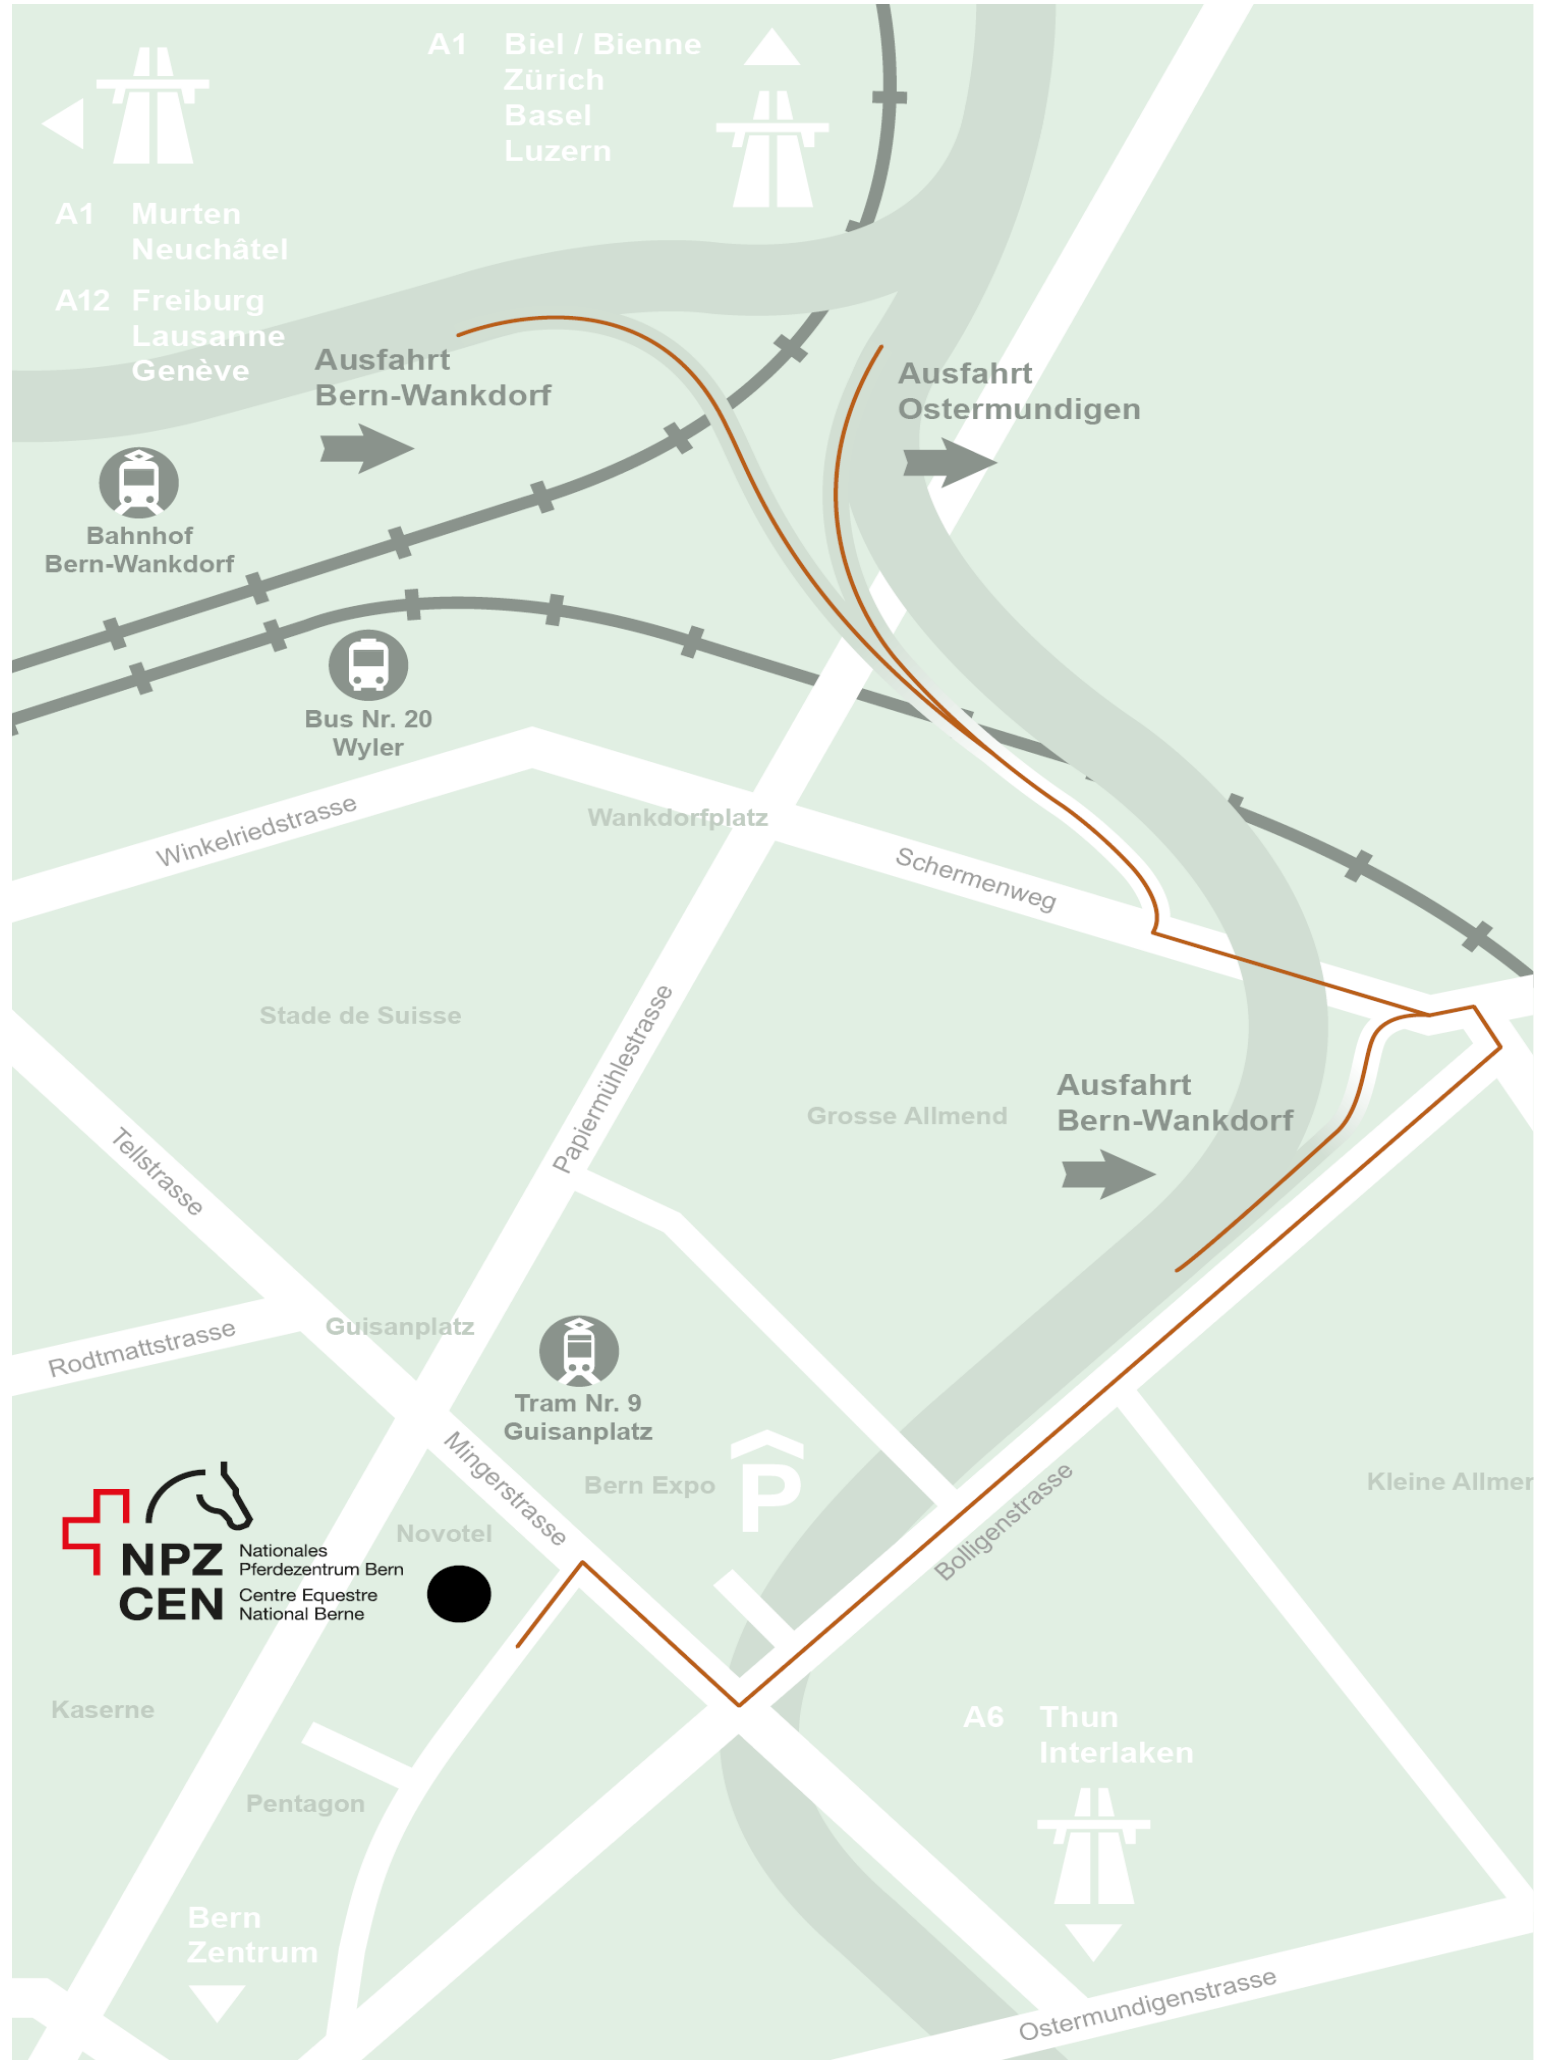 A1 Biel / Bienne
Zürich
Basel
Luzern
A1 Murten
Neuchâtel
A12 Freiburg
Lausanne
Genève
Ausfahrt
Bern-Wankdorf
Ausfahrt
Ostermundigen
Bahnhof
Bern-Wankdorf
Bus Nr. 20
Wyler
Winkelriedstrasse
Wankdorfplatz
Schermenweg
Stade de Suisse
Papiermühlestrasse
Ausfahrt
Bern-Wankdorf
Grosse Allmend
Tellstrasse
Guisanplatz
Rodtmattstrasse
Tram Nr. 9
Guisanplatz
Mingerstrasse
Bern Expo
P
Bolligenstrasse
Kleine Allmen
Novotel
NPZ
CEN
Nationales
Pferdezentrum Bern
Centre Equestre
National Berne
Kaserne
A6 Thun
Interlaken
Pentagon
Bern
Zentrum
Ostermundigenstrasse